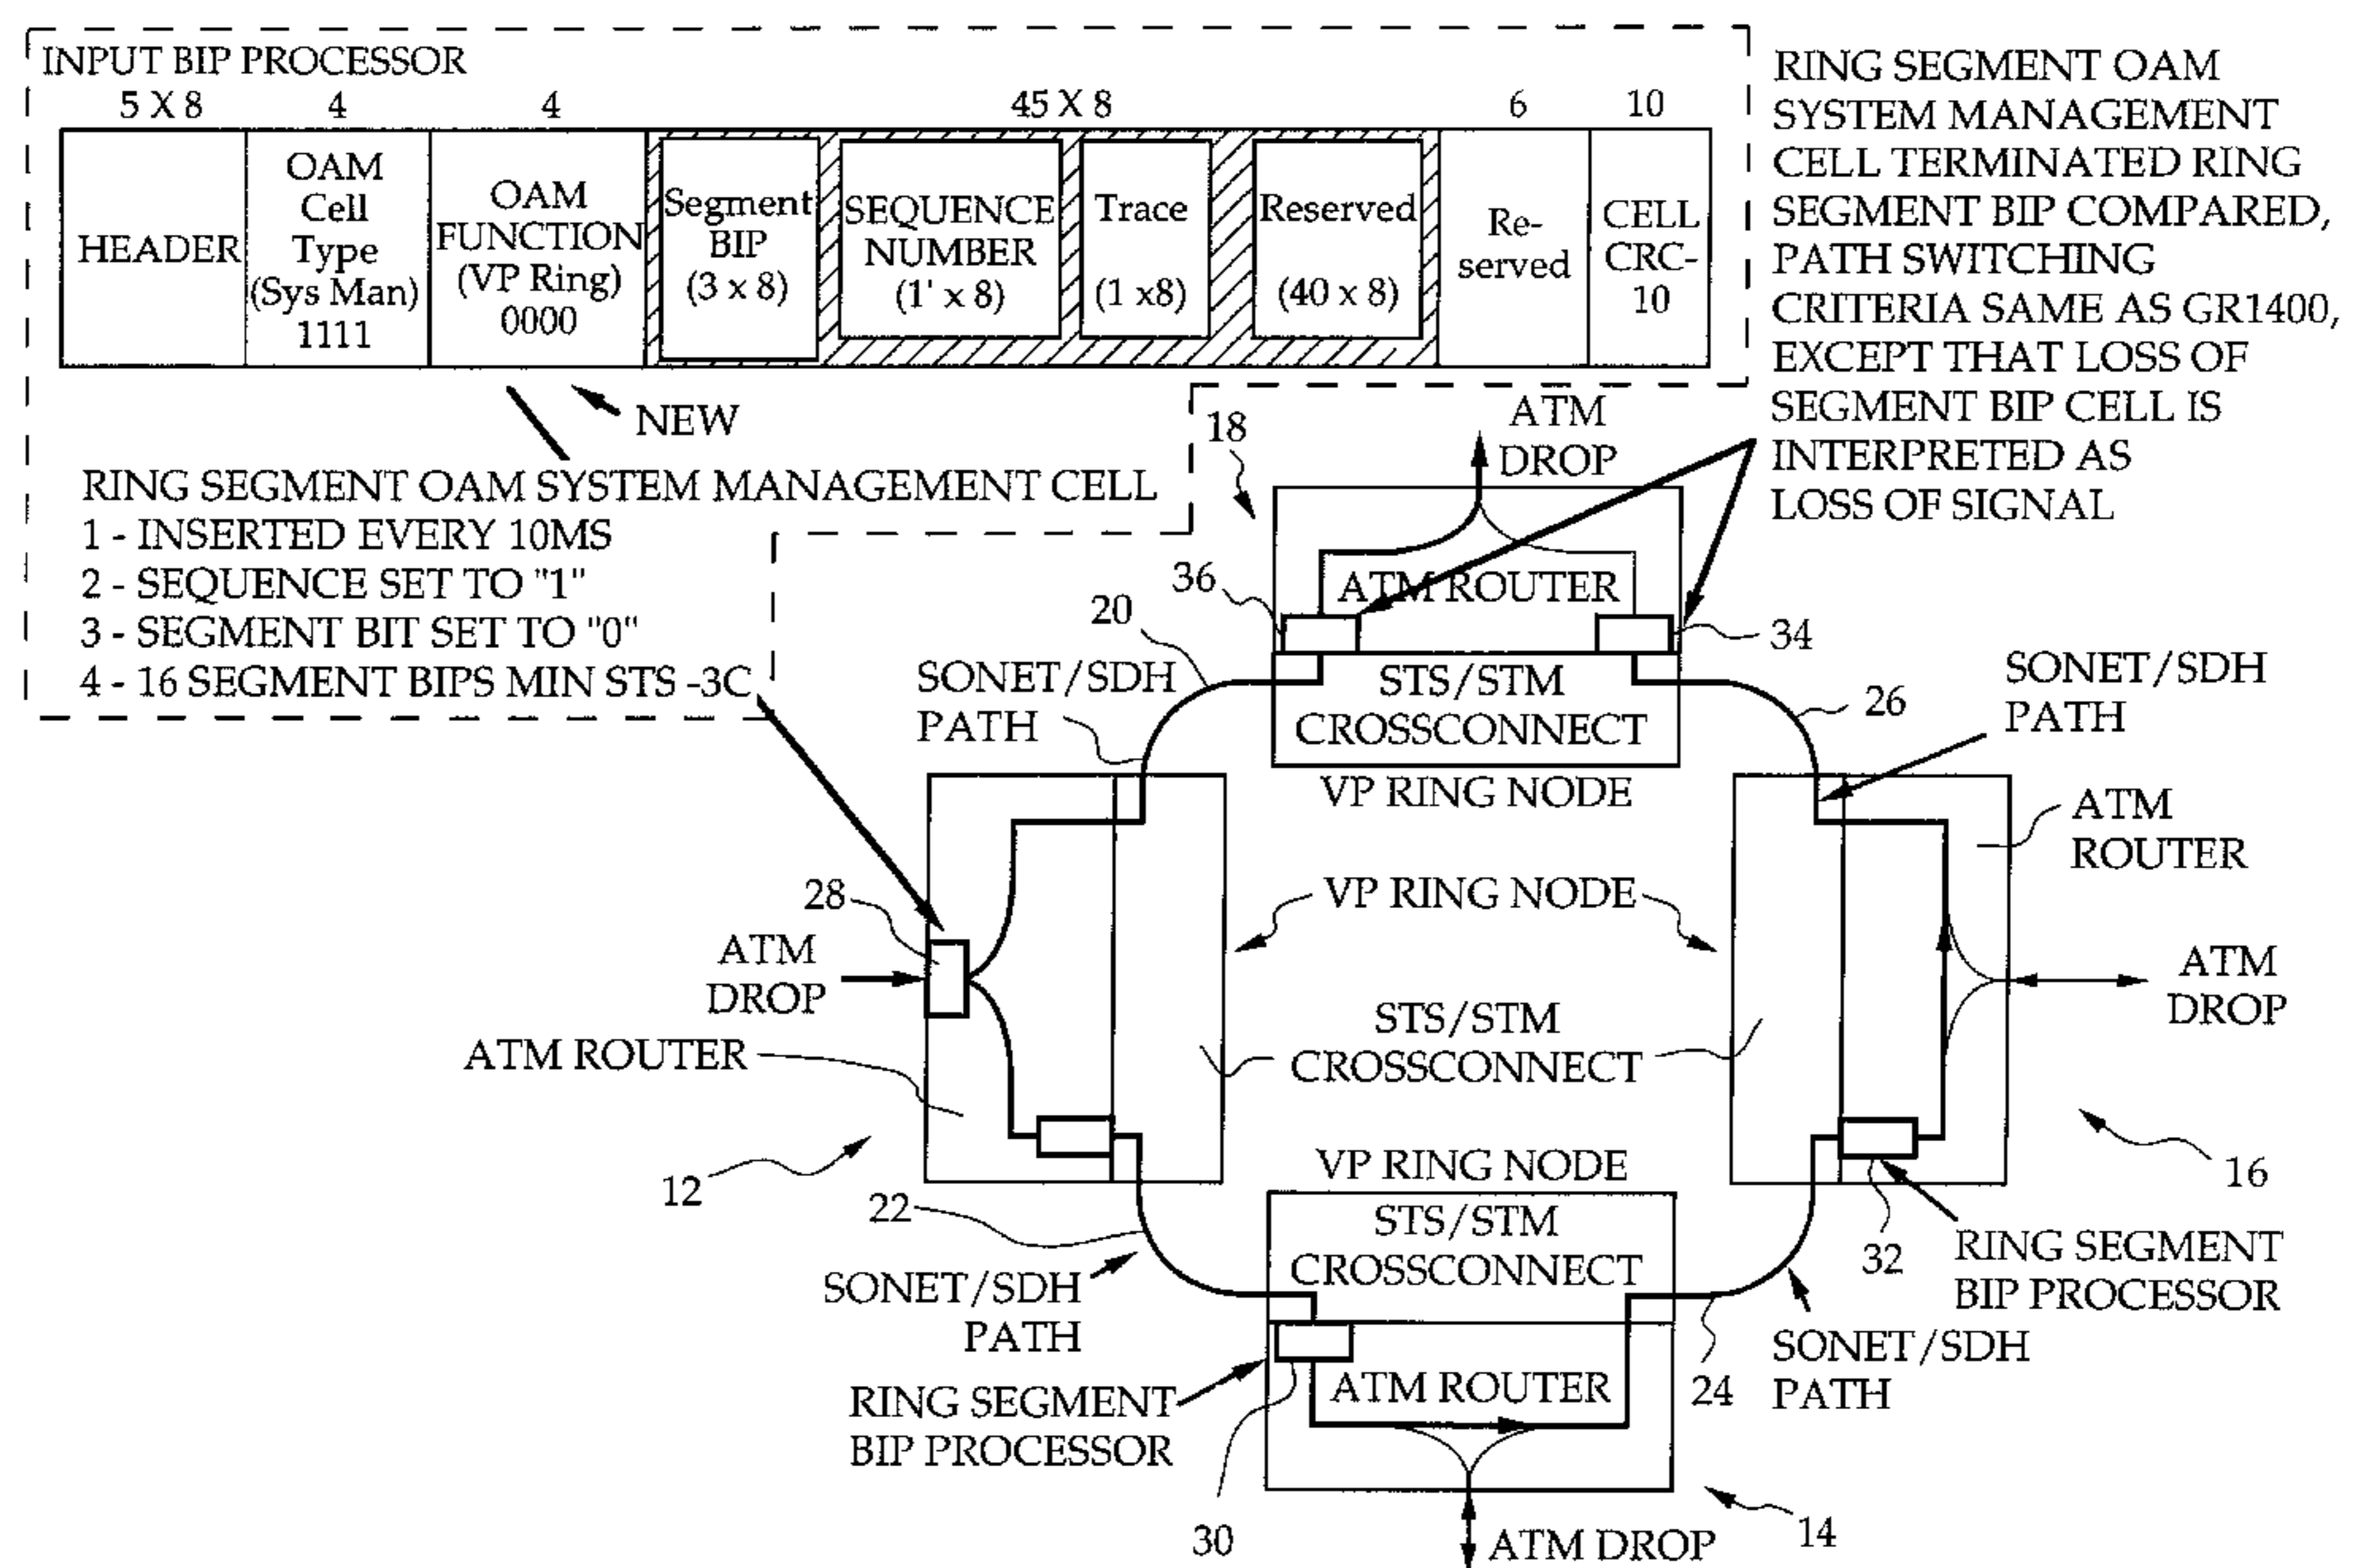 INPUT BIP PROCESSOR
5 X 8
4
4
45 X 8
6
10
HEADER
OAM
Cell
Type
(Sys Man)
1111
OAM
FUNCTION
(VP Ring)
0000
Segment
BIP
(3 x 8)
SEQUENCE
NUMBER
(1' x 8)
Trace
(1 x8)
Reserved
(40 x 8)
Re-
served
CELL
CRC-
10
NEW
RING SEGMENT OAM SYSTEM MANAGEMENT CELL
1 - INSERTED EVERY 10MS
2 - SEQUENCE SET TO "1"
3 - SEGMENT BIT SET TO "0"
4 - 16 SEGMENT BIPS MIN STS -3C
RING SEGMENT OAM
SYSTEM MANAGEMENT
CELL TERMINATED RING
SEGMENT BIP COMPARED,
PATH SWITCHING
CRITERIA SAME AS GR1400,
EXCEPT THAT LOSS OF
SEGMENT BIP CELL IS
INTERPRETED AS
LOSS OF SIGNAL
18
ATM
DROP
36
ATM ROUTER
34
20
SONET/SDH
PATH
STS/STM
CROSSCONNECT
VP RING NODE
26
SONET/SDH
PATH
ATM
ROUTER
28
VP RING NODE
ATM
DROP
ATM
DROP
STS/STM
CROSSCONNECT
ATM ROUTER
12
VP RING NODE
16
22
STS/STM
CROSSCONNECT
32
RING SEGMENT
BIP PROCESSOR
SONET/SDH
PATH
SONET/SDH
PATH
24
RING SEGMENT
BIP PROCESSOR
ATM ROUTER
30
ATM DROP
14